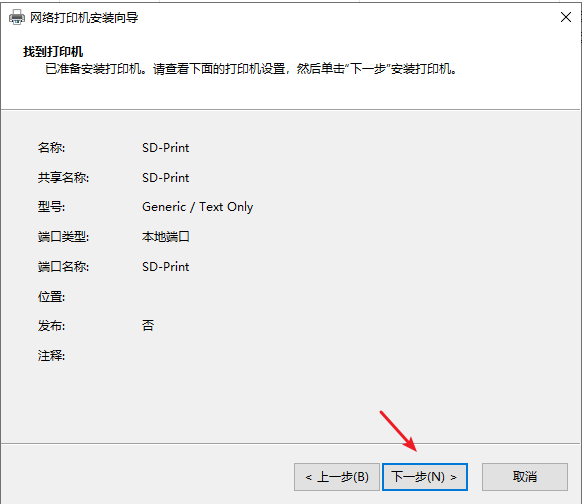 网络打印机安装向导
找到打印机
已准备安装打印机。请查看下面的打印机设置，然后单击“下一步”安装打印机。
名称: SD-Print
共享名称: SD-Print
型号: Generic / Text Only
端口类型: 本地端口
端口名称: SD-Print
位置:
发布: 否
注释:
< 上一步(B) 下一步(N) > 取消